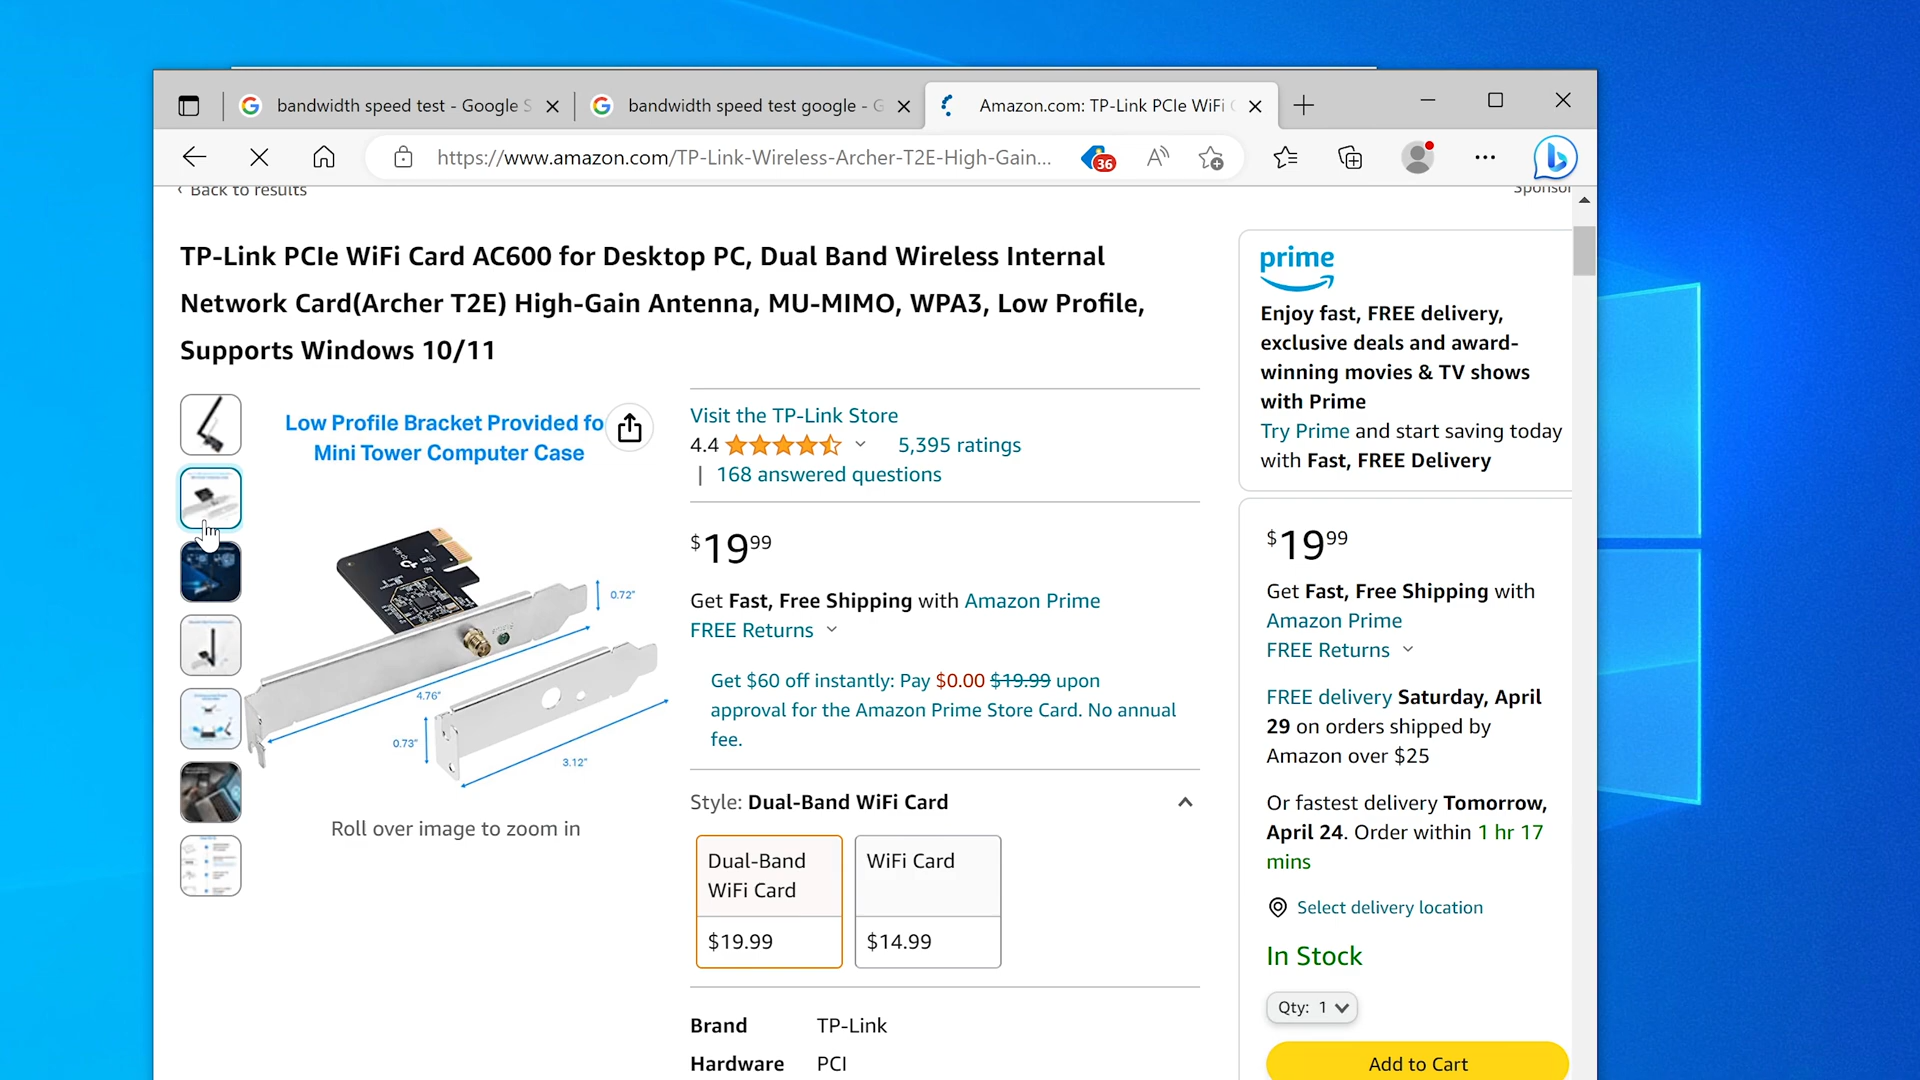 bandwidth speed test - Google S
bandwidth speed test google - G
Amazon.com: TP-Link PCIe WiFi C
https://www.amazon.com/TP-Link-Wireless-Archer-T2E-High-Gain...
36
‹ Back to results
Sponsor
TP-Link PCIe WiFi Card AC600 for Desktop PC, Dual Band Wireless Internal
Network Card(Archer T2E) High-Gain Antenna, MU-MIMO, WPA3, Low Profile,
Supports Windows 10/11
Low Profile Bracket Provided fo
Mini Tower Computer Case
0.72"
4.76"
0.73"
3.12"
Roll over image to zoom in
Visit the TP-Link Store
4.4
5,395 ratings
| 168 answered questions
$19 99
Get Fast, Free Shipping with Amazon Prime
FREE Returns
Get $60 off instantly: Pay $0.00 $19.99 upon
approval for the Amazon Prime Store Card. No annual
fee.
Style: Dual-Band WiFi Card
Dual-Band
WiFi Card
$19.99
WiFi Card
$14.99
Brand TP-Link
Hardware PCI
prime
Enjoy fast, FREE delivery,
exclusive deals and award-
winning movies & TV shows
with Prime
Try Prime and start saving today
with Fast, FREE Delivery
$19 99
Get Fast, Free Shipping with
Amazon Prime
FREE Returns
FREE delivery Saturday, April
29 on orders shipped by
Amazon over $25
Or fastest delivery Tomorrow,
April 24. Order within 1 hr 17
mins
Select delivery location
In Stock
Qty: 1
Add to Cart